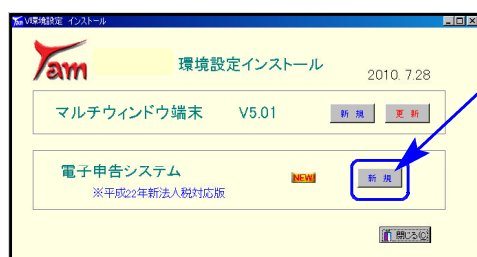 V環境設定 インストール
Tam
環境設定インストール
2010. 7.28
マルチウィンドウ端末 V5.01 新 規 更 新
電子申告システム NEW! 新 規
※平成22年新法人税対応版
閉じる(C)